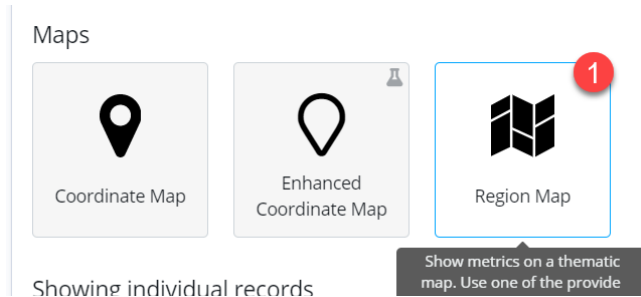 Maps
1
Coordinate Map
Enhanced
Coordinate Map
Region Map
Show metrics on a thematic
map. Use one of the provide
Showing individual records